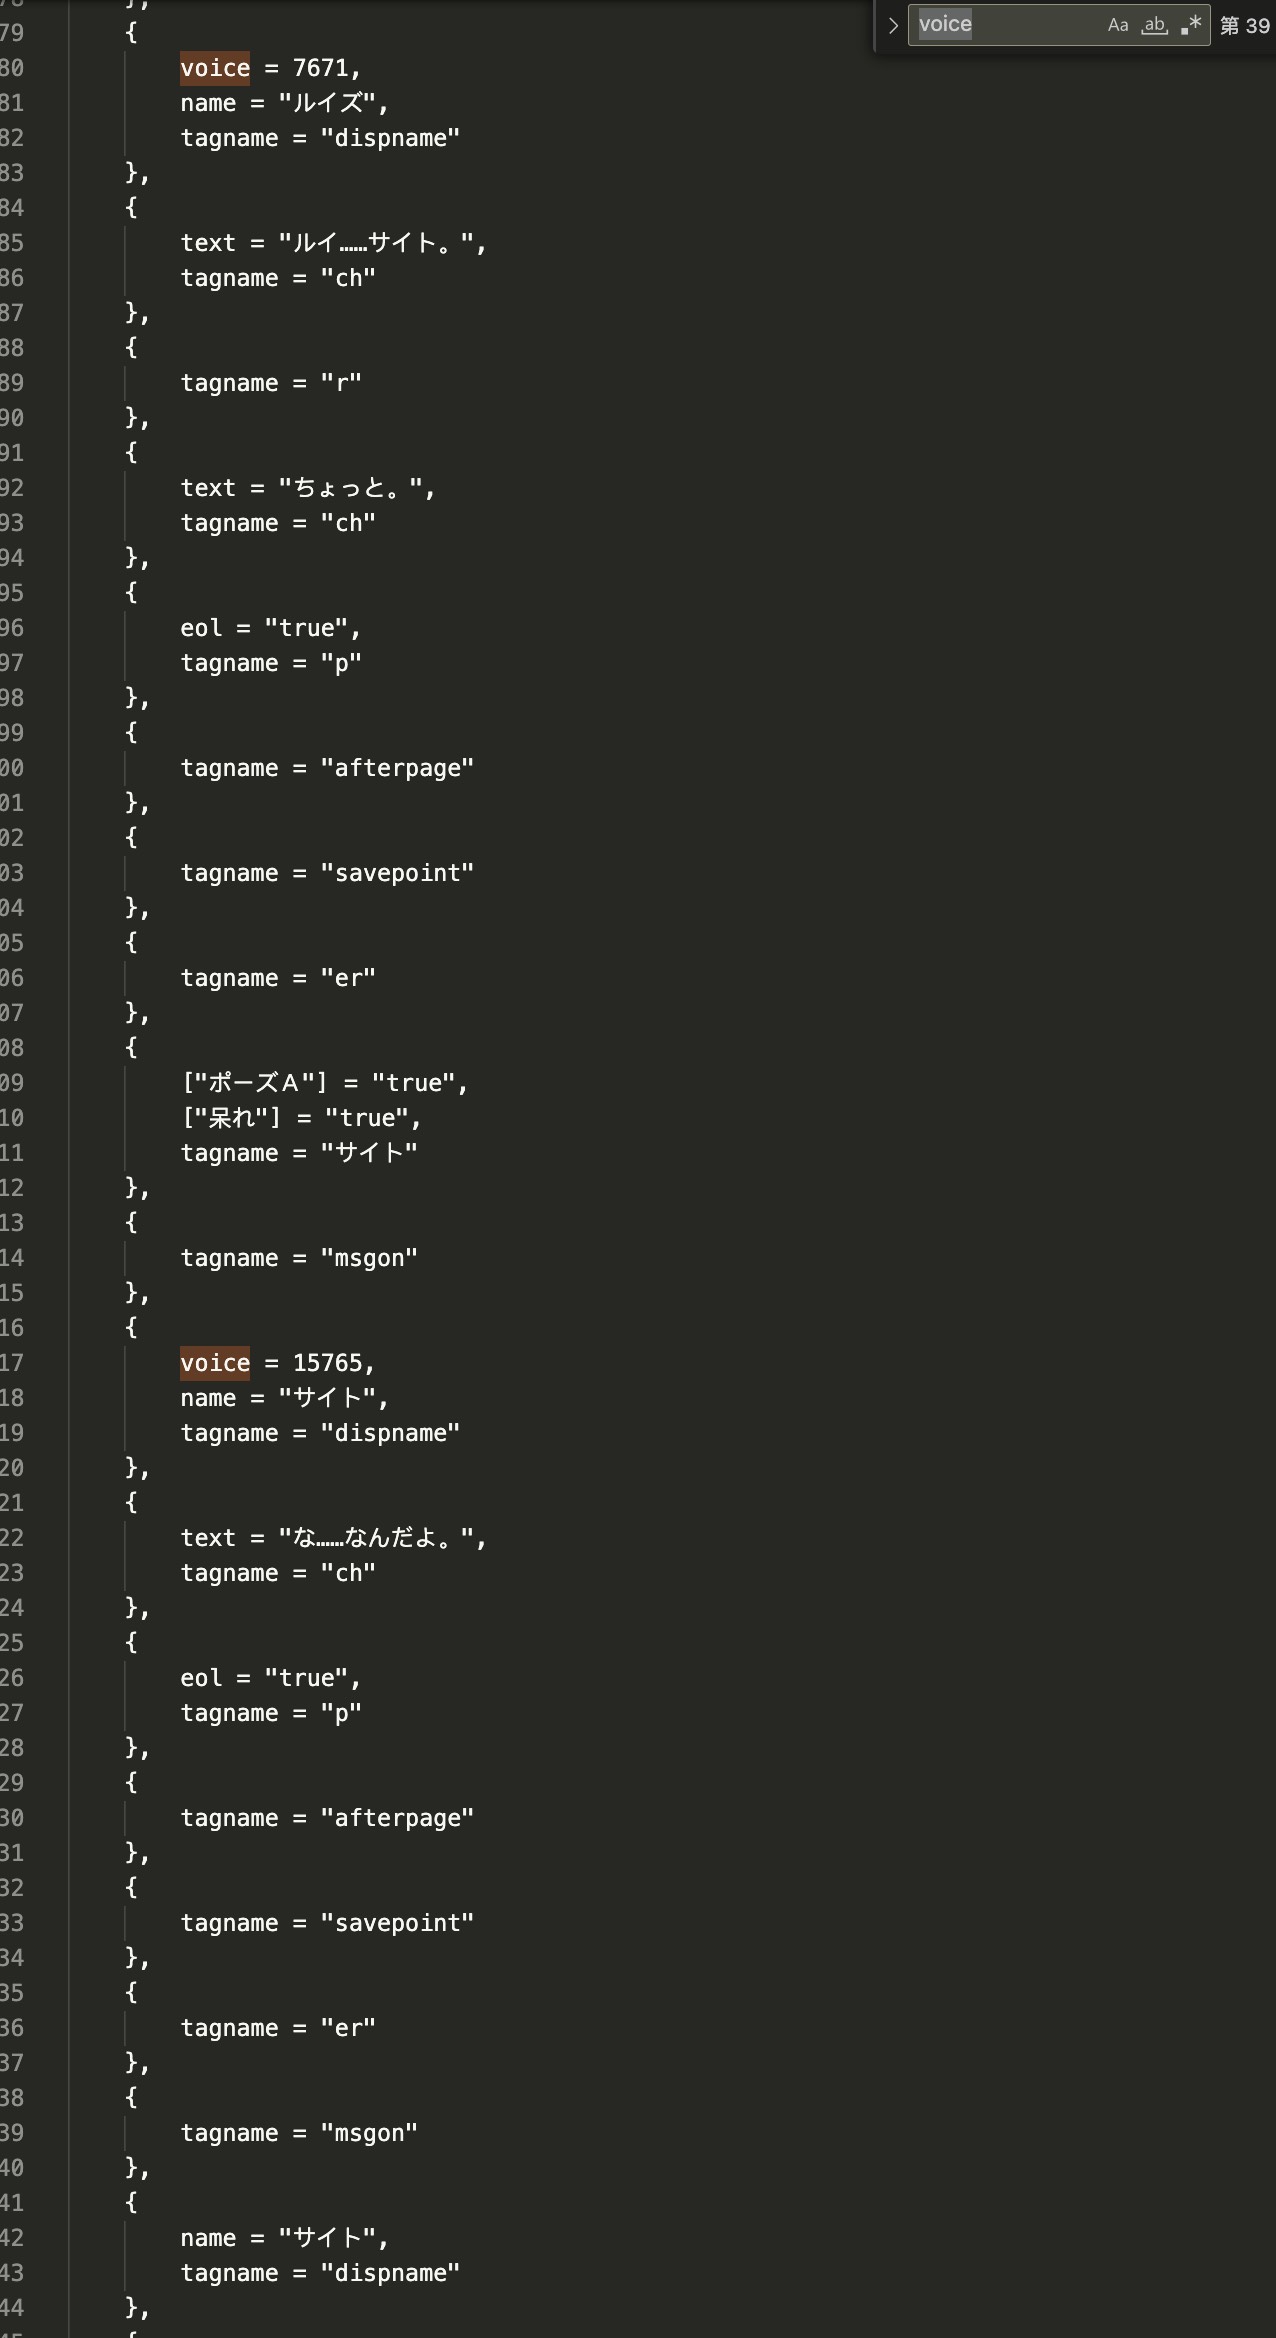 voice Aa ab * 第 39
79 {
80 voice = 7671,
81 name = "ルイズ",
82 tagname = "dispname"
83 },
84 {
85 text = "ルイ……サイト。",
86 tagname = "ch"
87 },
88 {
89 tagname = "r"
90 },
91 {
92 text = "ちょっと。",
93 tagname = "ch"
94 },
95 {
96 eol = "true",
97 tagname = "p"
98 },
99 {
00 tagname = "afterpage"
01 },
02 {
03 tagname = "savepoint"
04 },
05 {
06 tagname = "er"
07 },
08 {
09 ["ポーズＡ"] = "true",
10 ["呆れ"] = "true",
11 tagname = "サイト"
12 },
13 {
14 tagname = "msgon"
15 },
16 {
17 voice = 15765,
18 name = "サイト",
19 tagname = "dispname"
20 },
21 {
22 text = "な……なんだよ。",
23 tagname = "ch"
24 },
25 {
26 eol = "true",
27 tagname = "p"
28 },
29 {
30 tagname = "afterpage"
31 },
32 {
33 tagname = "savepoint"
34 },
35 {
36 tagname = "er"
37 },
38 {
39 tagname = "msgon"
40 },
41 {
42 name = "サイト",
43 tagname = "dispname"
44 },